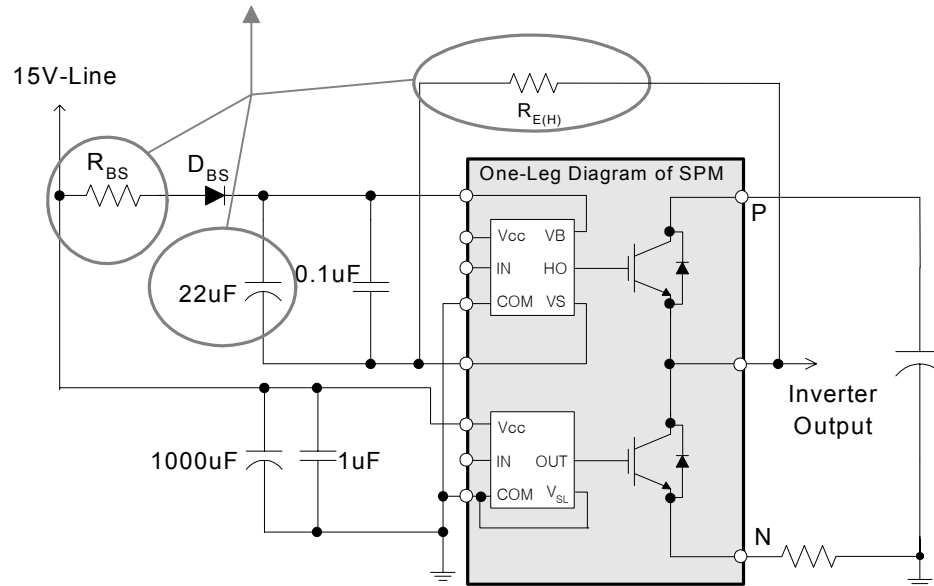 15V-Line
R_E(H)
R_BS
D_BS
One-Leg Diagram of SPM
P
Vcc VB
IN HO
COM VS
22uF
0.1uF
Inverter
Output
Vcc
IN OUT
COM V_SL
1000uF
1uF
N